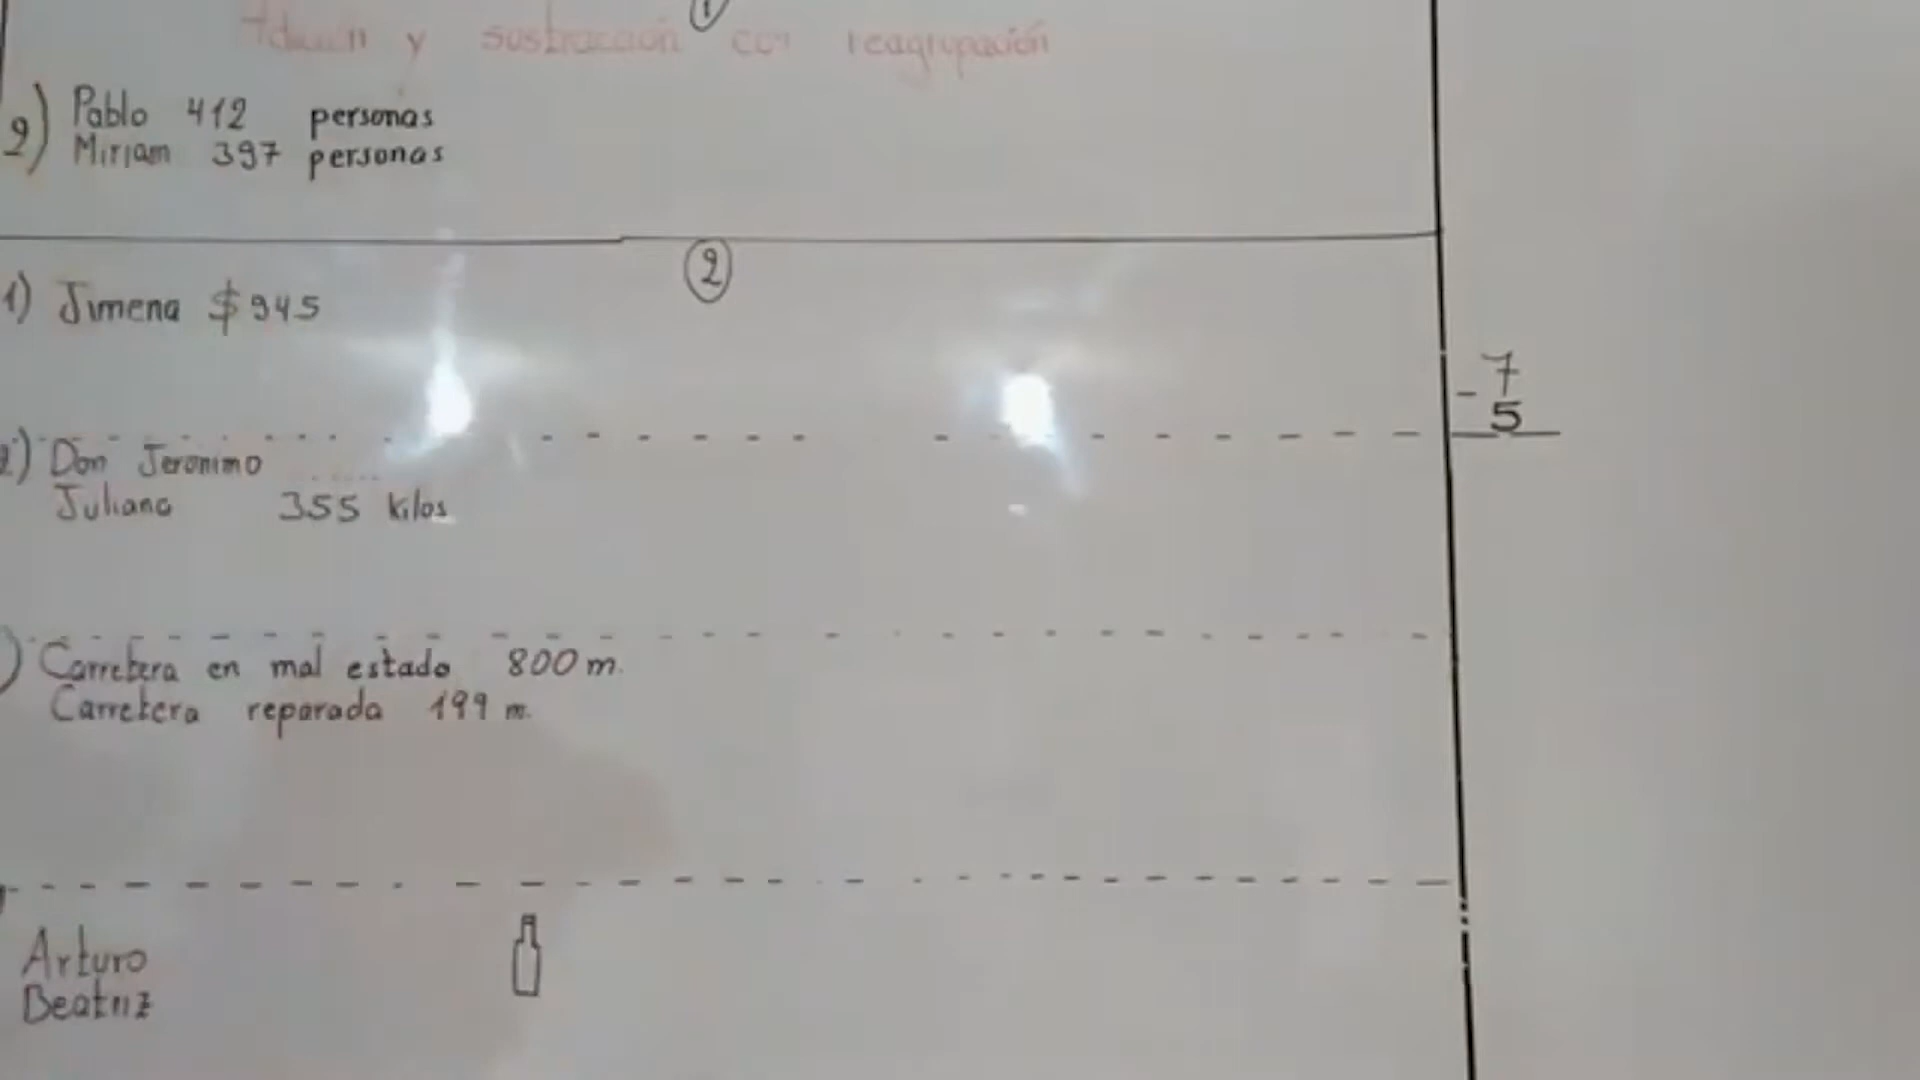 ①
Adición y sustracción con reagrupación
2) Pablo 412 personas
Miriam 397 personas
②
1) Jimena $945
- 7
5
2) Don Jeronimo
Juliana 355 kilos
) Carretera en mal estado 800 m.
Carretera reparada 199 m.
Arturo
Beatriz